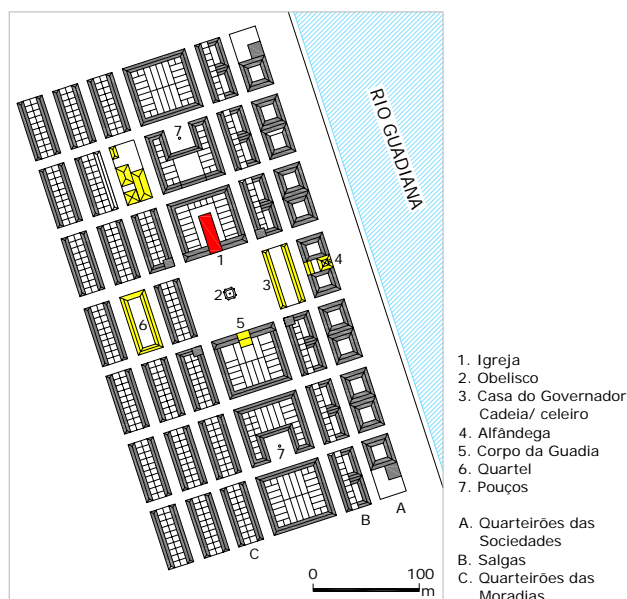 RIO GUADIANA
7
1
4
3
2
5
6
7
A
B
C
0
100
m
1. Igreja
2. Obelisco
3. Casa do Governador
Cadeia/ celeiro
4. Alfândega
5. Corpo da Guadia
6. Quartel
7. Pouços
A. Quarteirões das
Sociedades
B. Salgas
C. Quarteirões das
Moradias